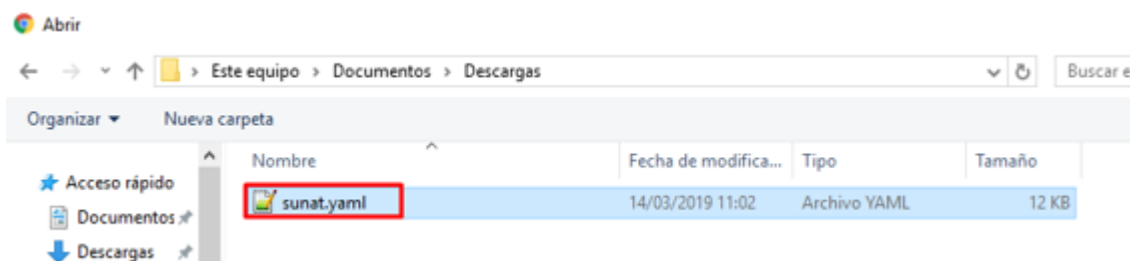 Abrir
Este equipo > Documentos > Descargas
Buscar e
Organizar Nueva carpeta
Nombre Fecha de modifica... Tipo Tamaño
Acceso rápido
sunat.yaml 14/03/2019 11:02 Archivo YAML 12 KB
Documentos
Descargas